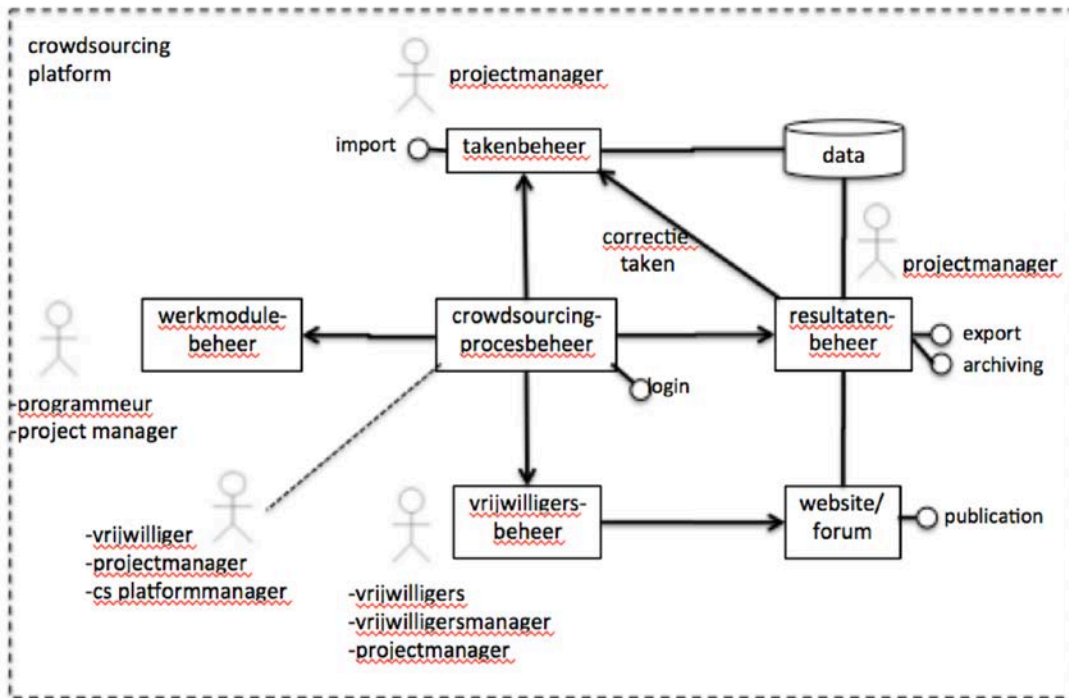 crowdsourcing
platform
projectmanager
import
takenbeheer
data
correctie
taken
projectmanager
werkmodule-
beheer
crowdsourcing-
procesbeheer
resultaten-
beheer
export
archiving
login
-programmeur
-project manager
-vrijwilliger
-projectmanager
-cs platformmanager
vrijwilligers-
beheer
website/
forum
publication
-vrijwilligers
-vrijwilligersmanager
-projectmanager